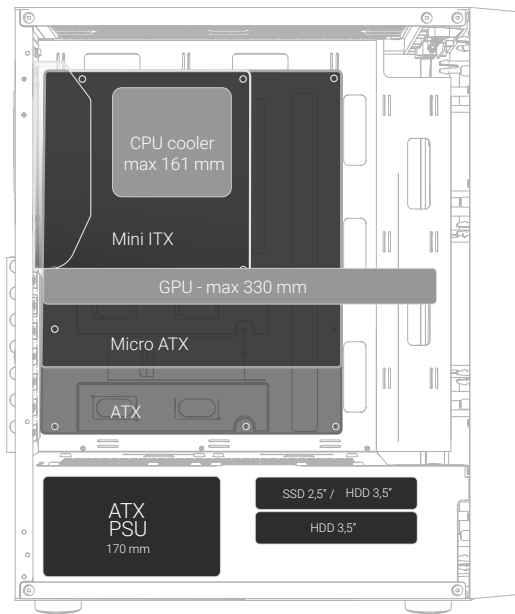 CPU cooler
max 161 mm
Mini ITX
GPU - max 330 mm
Micro ATX
ATX
ATX
PSU
170 mm
SSD 2,5” / HDD 3,5”
HDD 3,5”